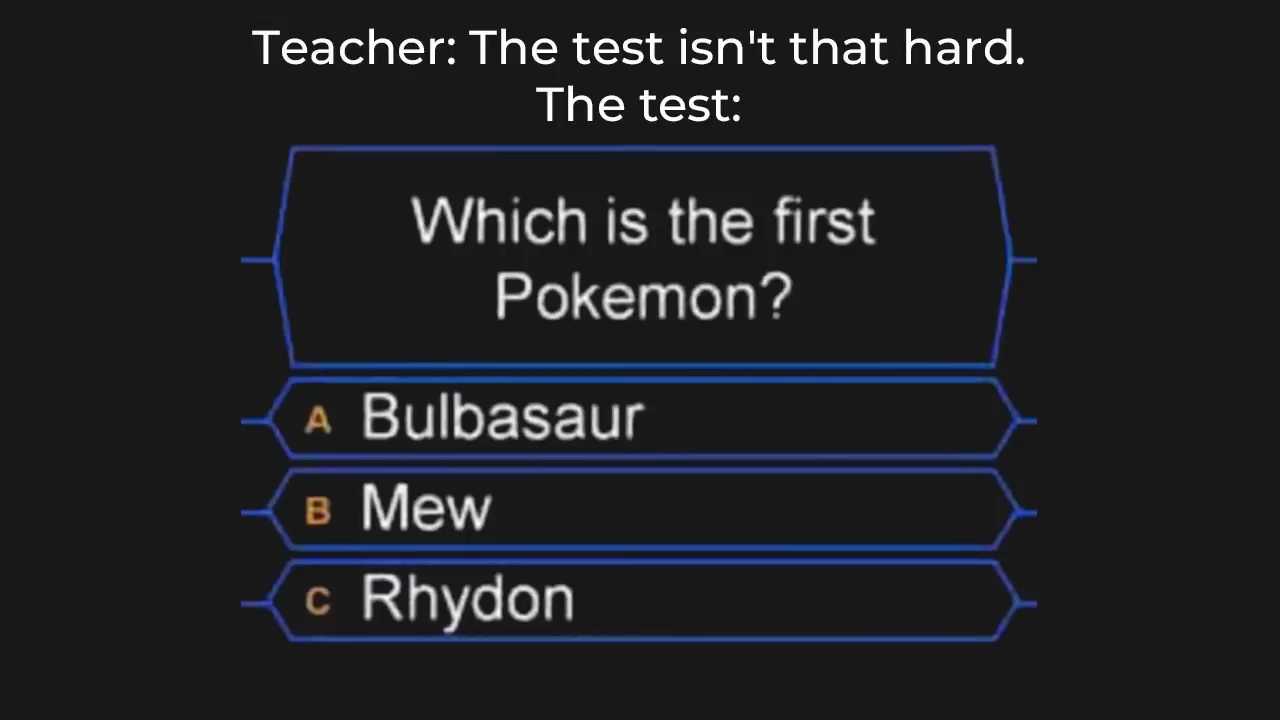 Teacher: The test isn't that hard.
The test:
Which is the first
Pokemon?
A Bulbasaur
B Mew
C Rhydon